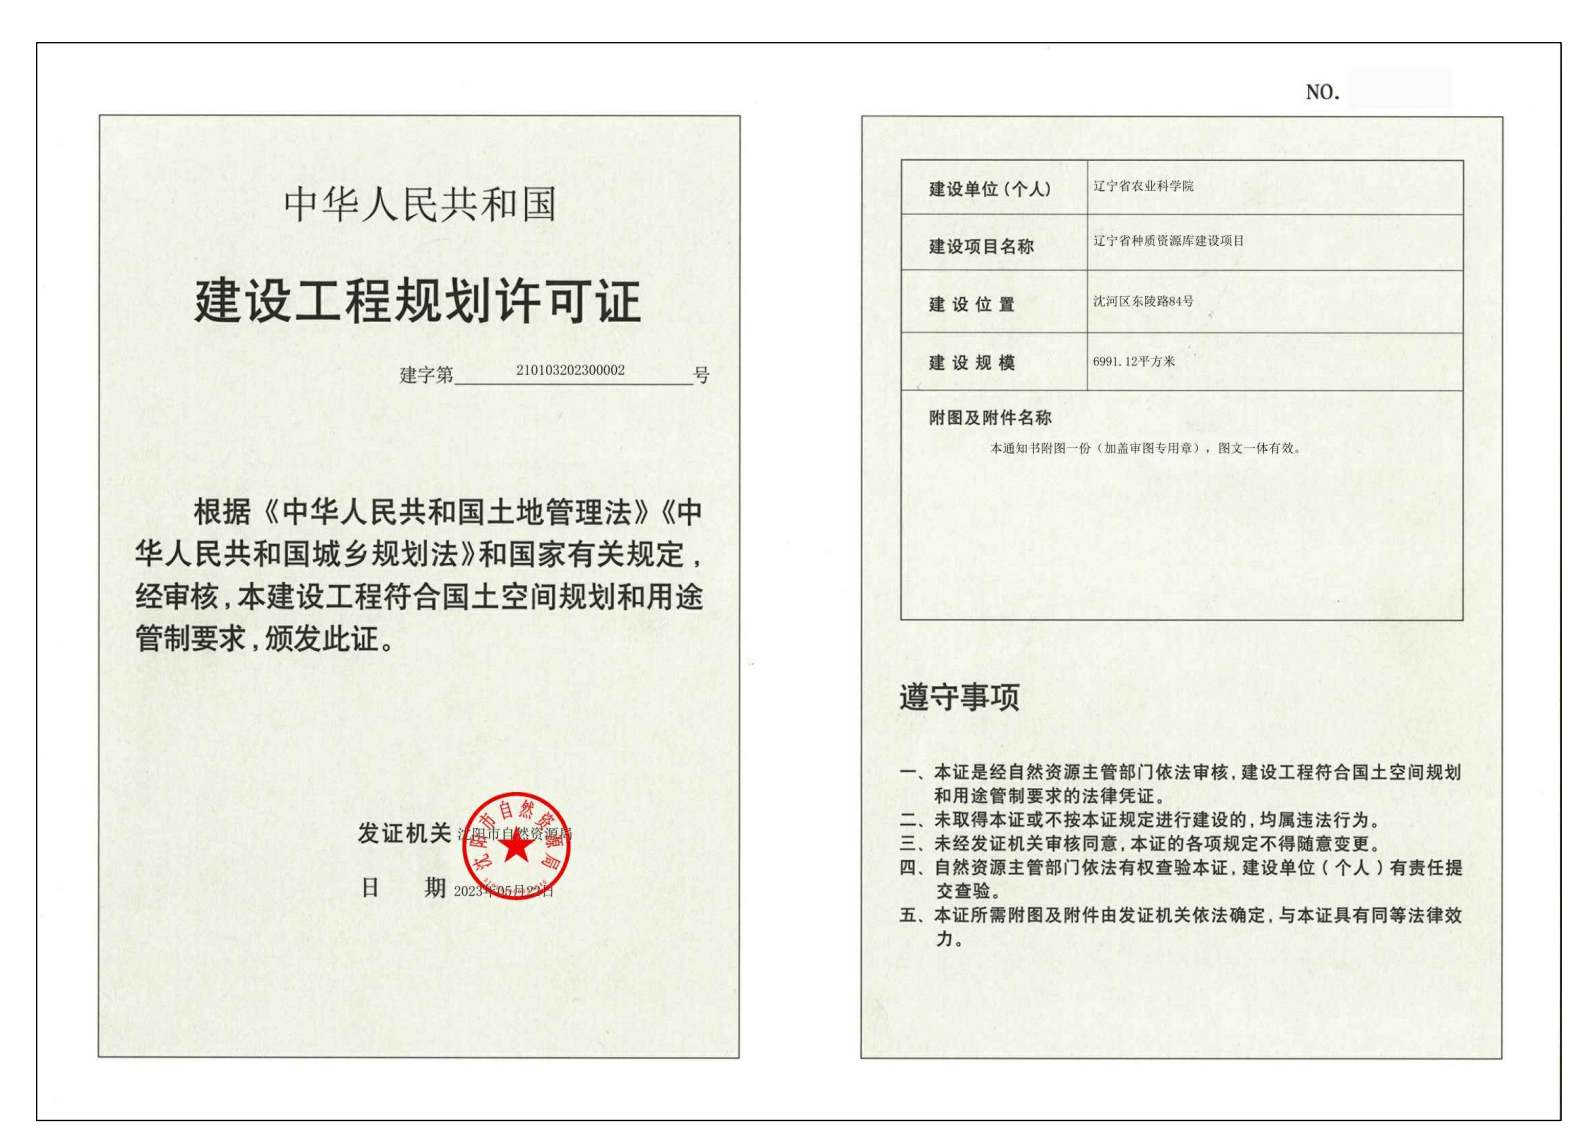 中华人民共和国
建设工程规划许可证
建字第 210103202300002 号
根据《中华人民共和国土地管理法》《中
华人民共和国城乡规划法》和国家有关规定，
经审核，本建设工程符合国土空间规划和用途
管制要求，颁发此证。
发证机关 沈阳市自然资源局
日 期 2023年05月22日
沈阳市自然资源局
NO.
建设单位(个人) 辽宁省农业科学院
建设项目名称 辽宁省种质资源库建设项目
建设位置 沈河区东陵路84号
建设规模 6991.12平方米
附图及附件名称
本通知书附图一份（加盖审图专用章），图文一体有效。
遵守事项
一、本证是经自然资源主管部门依法审核，建设工程符合国土空间规划
和用途管制要求的法律凭证。
二、未取得本证或不按本证规定进行建设的，均属违法行为。
三、未经发证机关审核同意，本证的各项规定不得随意变更。
四、自然资源主管部门依法有权查验本证，建设单位（个人）有责任提
交查验。
五、本证所需附图及附件由发证机关依法确定，与本证具有同等法律效
力。